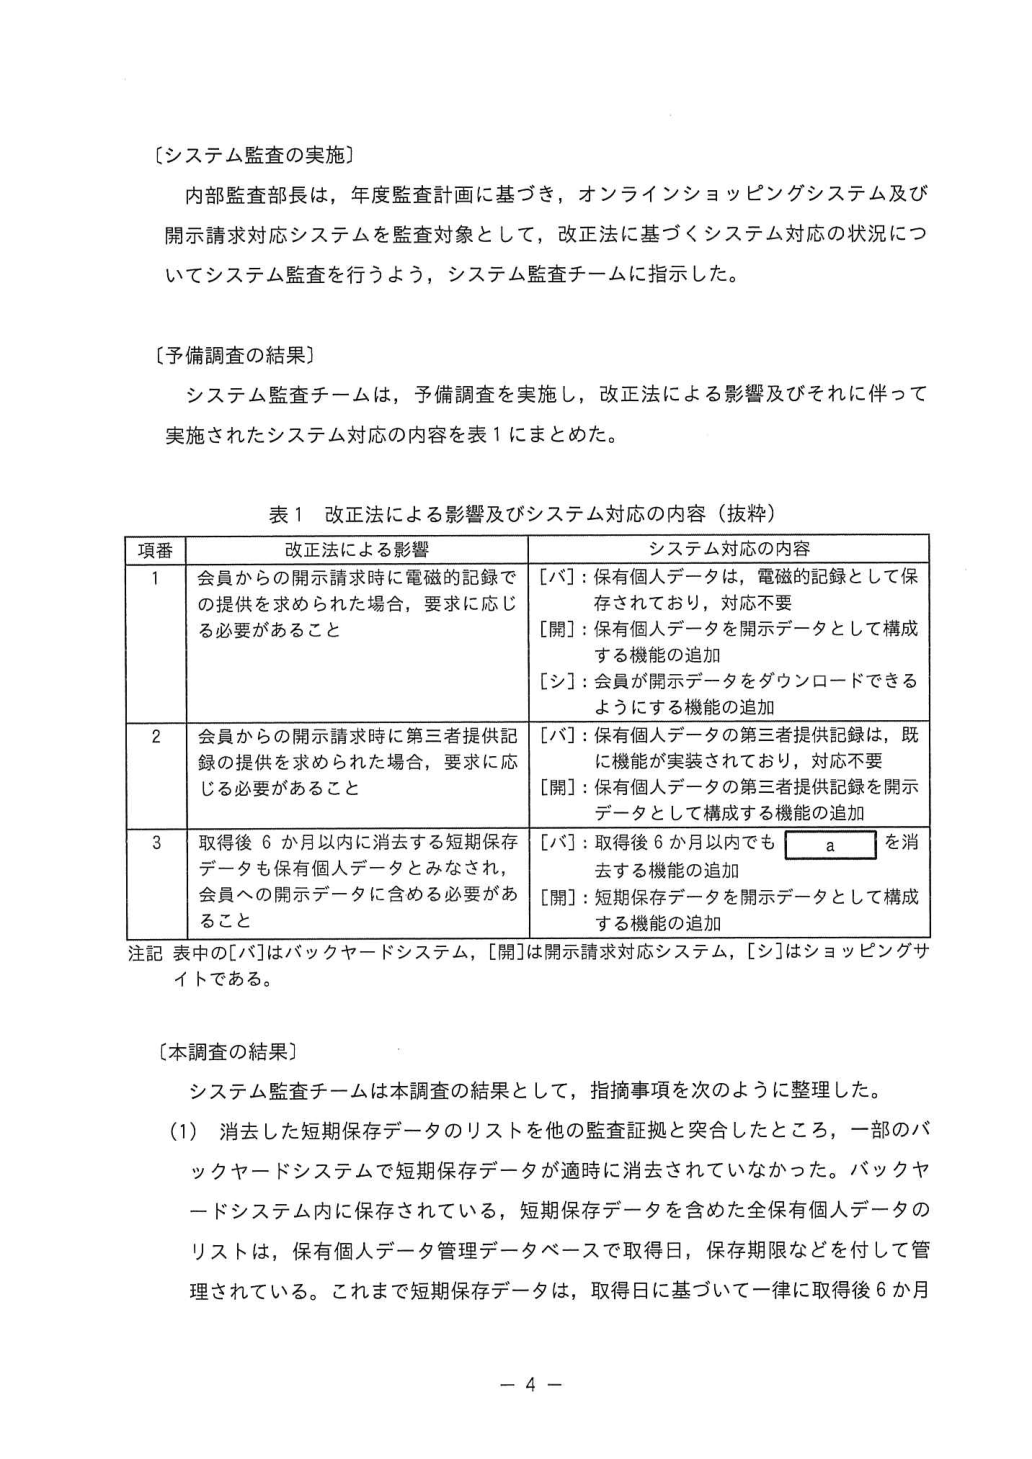 〔システム監査の実施〕
内部監査部長は，年度監査計画に基づき，オンラインショッピングシステム及び
開示請求対応システムを監査対象として，改正法に基づくシステム対応の状況につ
いてシステム監査を行うよう，システム監査チームに指示した。
〔予備調査の結果〕
システム監査チームは，予備調査を実施し，改正法による影響及びそれに伴って
実施されたシステム対応の内容を表1にまとめた。
表1　改正法による影響及びシステム対応の内容（抜粋）
項番　改正法による影響　システム対応の内容
1
会員からの開示請求時に電磁的記録で
の提供を求められた場合，要求に応じ
る必要があること
［バ］：保有個人データは，電磁的記録として保
存されており，対応不要
［開］：保有個人データを開示データとして構成
する機能の追加
［シ］：会員が開示データをダウンロードできる
ようにする機能の追加
2
会員からの開示請求時に第三者提供記
録の提供を求められた場合，要求に応
じる必要があること
［バ］：保有個人データの第三者提供記録は，既
に機能が実装されており，対応不要
［開］：保有個人データの第三者提供記録を開示
データとして構成する機能の追加
3
取得後 6 か月以内に消去する短期保存
データも保有個人データとみなされ，
会員への開示データに含める必要があ
ること
［バ］：取得後 6 か月以内でも a を消
去する機能の追加
［開］：短期保存データを開示データとして構成
する機能の追加
注記 表中の［バ］はバックヤードシステム，［開］は開示請求対応システム，［シ］はショッピングサ
イトである。
〔本調査の結果〕
システム監査チームは本調査の結果として，指摘事項を次のように整理した。
(1)　消去した短期保存データのリストを他の監査証拠と突合したところ，一部のバ
ックヤードシステムで短期保存データが適時に消去されていなかった。バックヤ
ードシステム内に保存されている，短期保存データを含めた全保有個人データの
リストは，保有個人データ管理データベースで取得日，保存期限などを付して管
理されている。これまで短期保存データは，取得日に基づいて一律に取得後 6 か月
－ 4 －